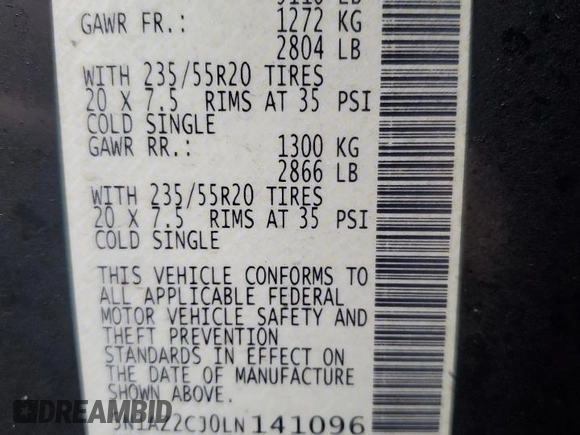 GAWR FR.: 1272 KG
2804 LB
WITH 235/55R20 TIRES
20 X 7.5 RIMS AT 35 PSI
COLD SINGLE
GAWR RR.: 1300 KG
2866 LB
WITH 235/55R20 TIRES
20 X 7.5 RIMS AT 35 PSI
COLD SINGLE
THIS VEHICLE CONFORMS TO
ALL APPLICABLE FEDERAL
MOTOR VEHICLE SAFETY AND
THEFT PREVENTION
STANDARDS IN EFFECT ON
THE DATE OF MANUFACTURE
SHOWN ABOVE.
5N1AZ2CJ0LN141096
DREAMBID